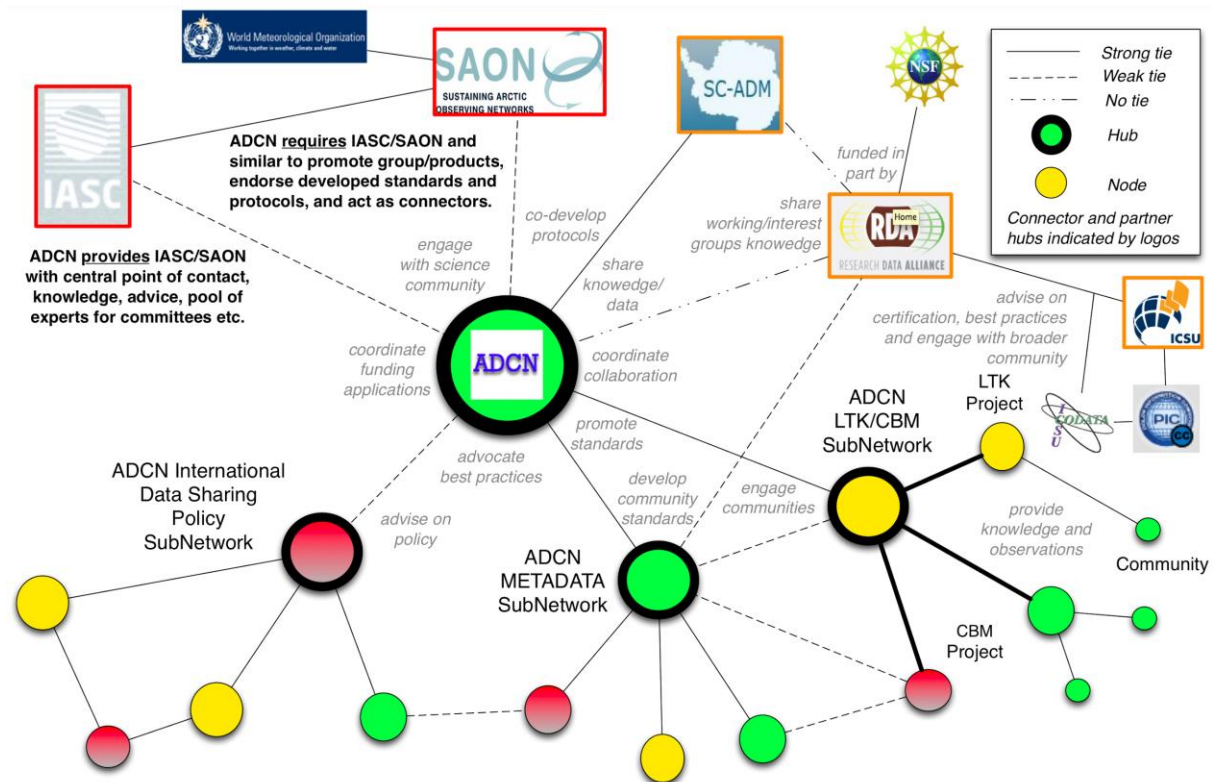 World Meteorological Organization
Working together in weather, climate and water
SAON
SUSTAINING ARCTIC
OBSERVING NETWORKS
SC-ADM
NSF
IASC
ADCN requires IASC/SAON and
similar to promote group/products,
endorse developed standards and
protocols, and act as connectors.
ADCN provides IASC/SAON
with central point of contact,
knowledge, advice, pool of
experts for committees etc.
Strong tie
Weak tie
No tie
Hub
Node
Connector and partner
hubs indicated by logos
funded in
part by
share
working/interest
groups knowledge
RDA
Home
RESEARCH DATA ALLIANCE
co-develop
protocols
engage
with science
community
share
knowedge/
data
ADCN
coordinate
funding
applications
coordinate
collaboration
promote
standards
advocate
best practices
advise on
certification, best practices
and engage with broader
community
ICSU
ICSU
CODATA
PIC
CC
LTK
Project
ADCN
LTK/CBM
SubNetwork
ADCN International
Data Sharing
Policy
SubNetwork
advise on
policy
develop
community
standards
engage
communities
provide
knowledge and
observations
Community
ADCN
METADATA
SubNetwork
CBM
Project